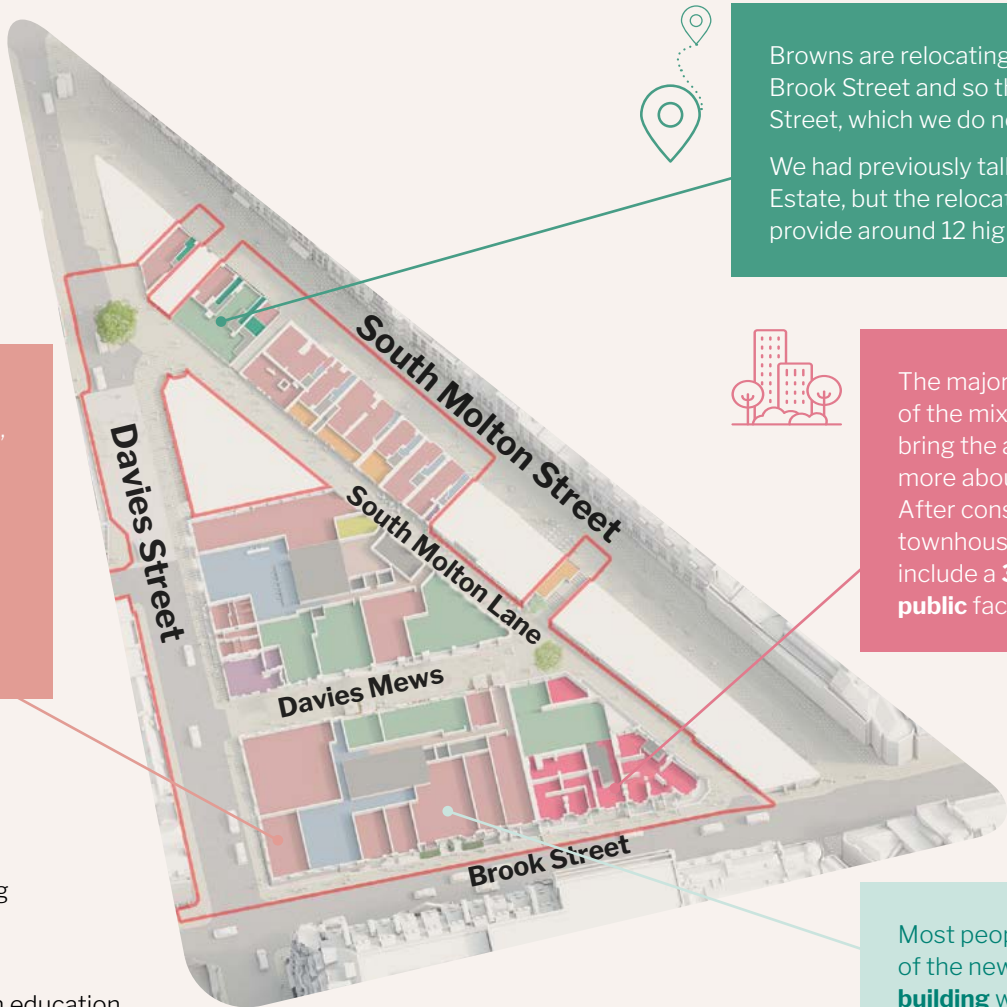 Browns are relocating
Brook Street and so th
Street, which we do no
We had previously talk
Estate, but the relocat
provide around 12 hig
South Molton Street
Davies Street
South Molton Lane
Davies Mews
Brook Street
The major
of the mix
bring the a
more abou
After cons
townhous
include a 3
public fac
,
g
n education
Most peop
of the new
building w